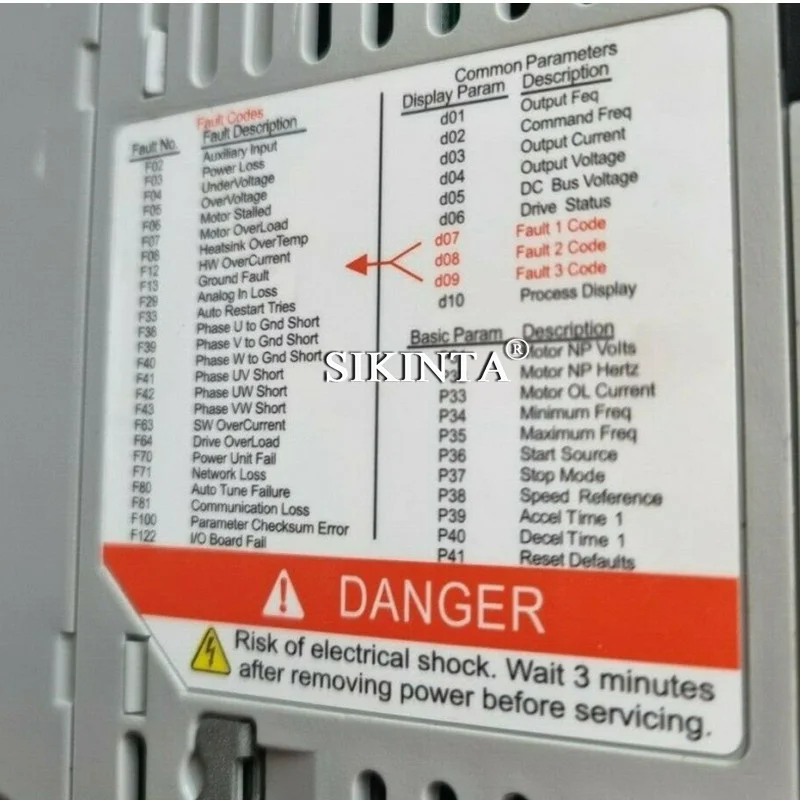 Fault Codes
Fault No. Fault Description
F02 Auxiliary Input
F03 Power Loss
F04 UnderVoltage
F05 OverVoltage
F06 Motor Stalled
F07 Motor OverLoad
F08 Heatsink OverTemp
F12 HW OverCurrent
F13 Ground Fault
F29 Analog In Loss
F33 Auto Restart Tries
F38 Phase U to Gnd Short
F39 Phase V to Gnd Short
F40 Phase W to Gnd Short
F41 Phase UV Short
F42 Phase UW Short
F43 Phase VW Short
F63 SW OverCurrent
F64 Drive OverLoad
F70 Power Unit Fail
F71 Network Loss
F80 Auto Tune Failure
F81 Communication Loss
F100 Parameter Checksum Error
F122 I/O Board Fail
Common Parameters
Display Param Description
d01 Output Feq
d02 Command Freq
d03 Output Current
d04 Output Voltage
d05 DC Bus Voltage
d06 Drive Status
d07 Fault 1 Code
d08 Fault 2 Code
d09 Fault 3 Code
d10 Process Display
Basic Param Description
Motor NP Volts
Motor NP Hertz
P33 Motor OL Current
P34 Minimum Freq
P35 Maximum Freq
P36 Start Source
P37 Stop Mode
P38 Speed Reference
P39 Accel Time 1
P40 Decel Time 1
P41 Reset Defaults
SIKINTA®
DANGER
Risk of electrical shock. Wait 3 minutes
after removing power before servicing.